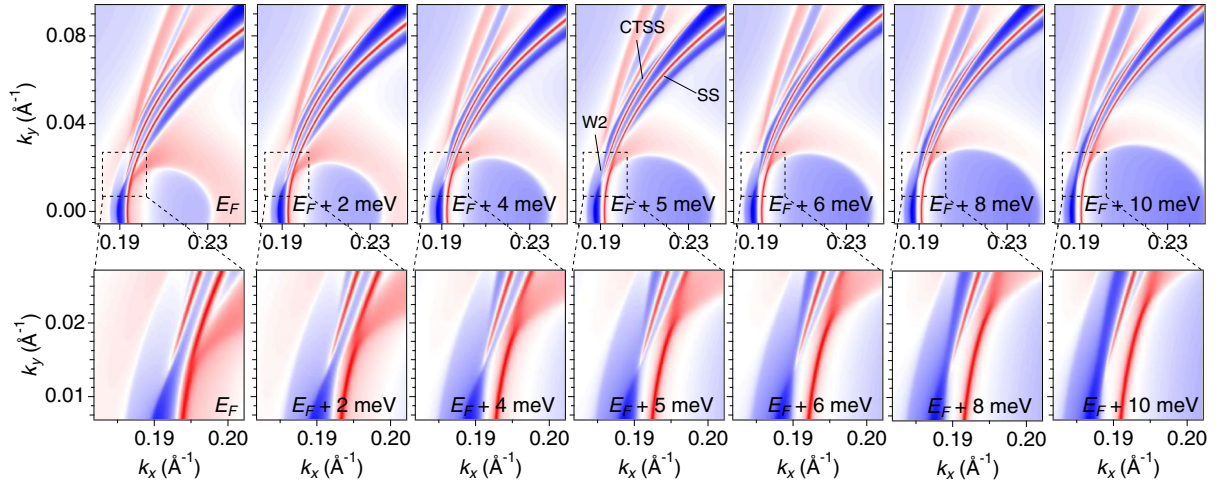 0.08
0.04
0.00
k_y (Å⁻¹)
E_F
E_F + 2 meV
E_F + 4 meV
CTSS
SS
W2
E_F + 5 meV
E_F + 6 meV
E_F + 8 meV
E_F + 10 meV
0.19 0.23
0.19 0.23
0.19 0.23
0.19 0.23
0.19 0.23
0.19 0.23
0.19 0.23
0.02
0.01
k_y (Å⁻¹)
E_F
E_F + 2 meV
E_F + 4 meV
E_F + 5 meV
E_F + 6 meV
E_F + 8 meV
E_F + 10 meV
0.19 0.20
0.19 0.20
0.19 0.20
0.19 0.20
0.19 0.20
0.19 0.20
0.19 0.20
k_x (Å⁻¹)
k_x (Å⁻¹)
k_x (Å⁻¹)
k_x (Å⁻¹)
k_x (Å⁻¹)
k_x (Å⁻¹)
k_x (Å⁻¹)